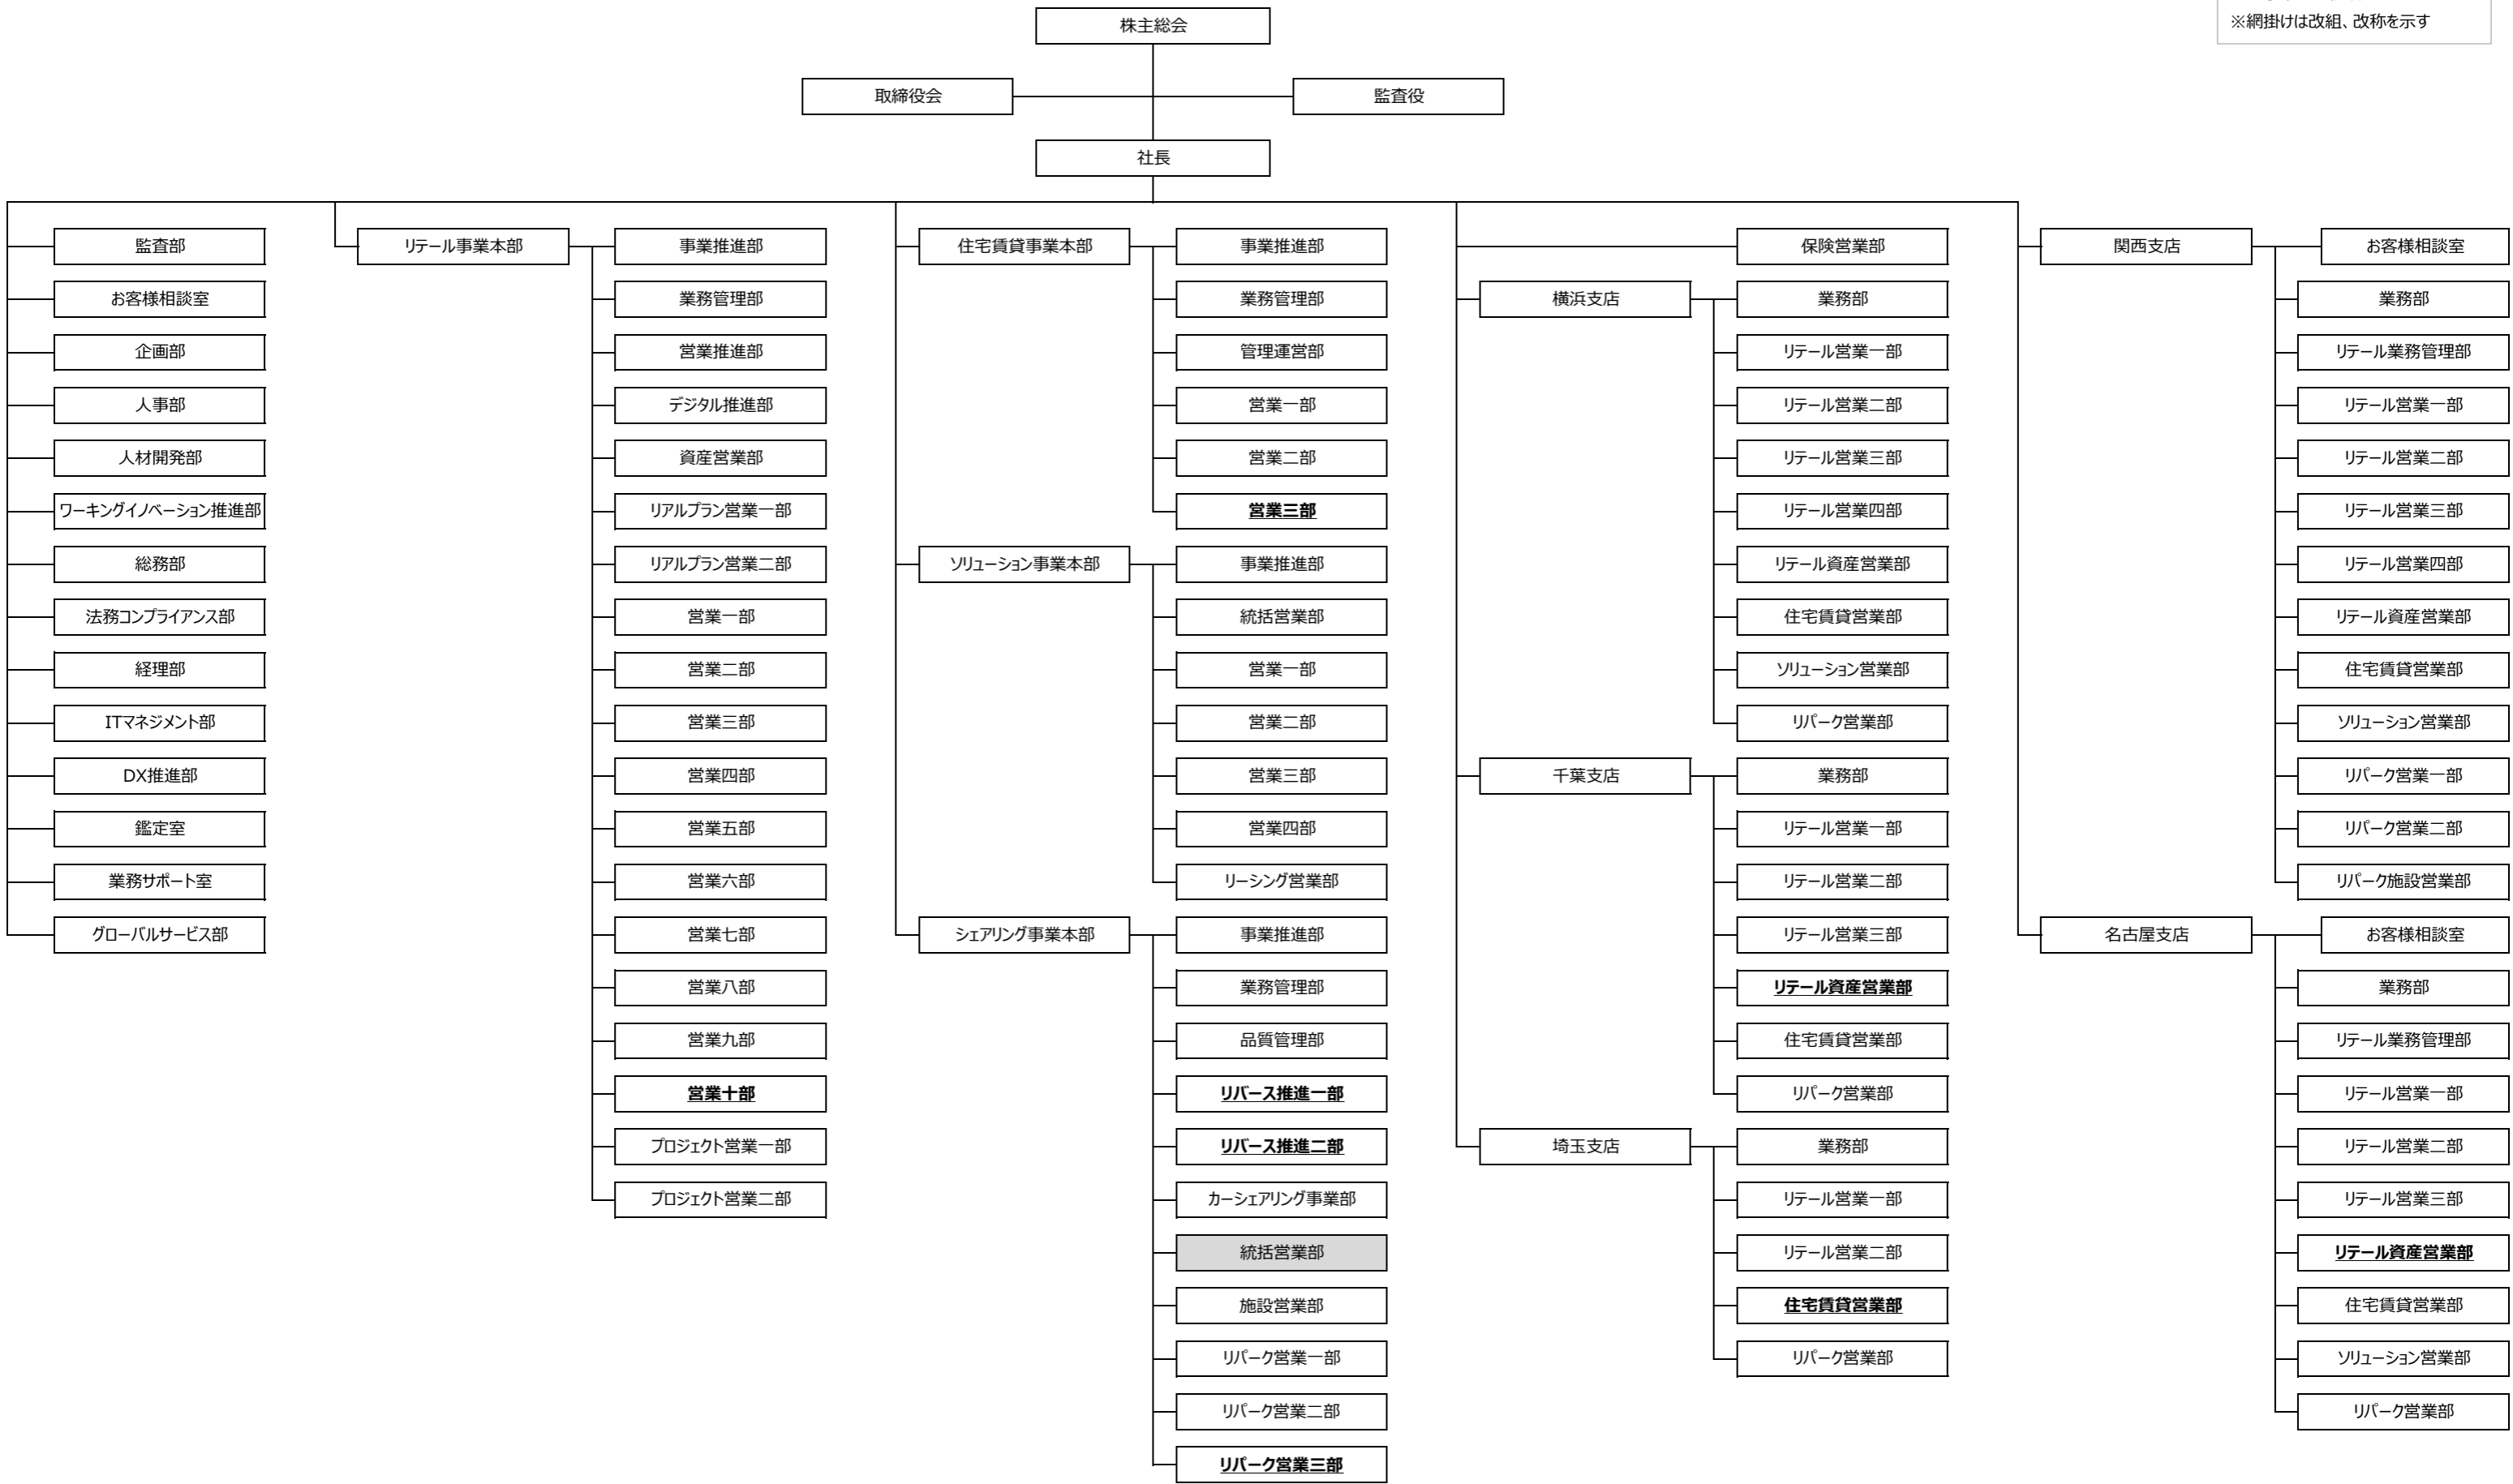 ※網掛けは改組、改称を示す
株主総会
取締役会
監査役
社長
監査部
お客様相談室
企画部
人事部
人材開発部
ワーキングイノベーション推進部
総務部
法務コンプライアンス部
経理部
ITマネジメント部
DX推進部
鑑定室
業務サポート室
グローバルサービス部
リテール事業本部
事業推進部
業務管理部
営業推進部
デジタル推進部
資産営業部
リアルプラン営業一部
リアルプラン営業二部
営業一部
営業二部
営業三部
営業四部
営業五部
営業六部
営業七部
営業八部
営業九部
営業十部
プロジェクト営業一部
プロジェクト営業二部
住宅賃貸事業本部
事業推進部
業務管理部
管理運営部
営業一部
営業二部
営業三部
ソリューション事業本部
事業推進部
統括営業部
営業一部
営業二部
営業三部
営業四部
リーシング営業部
シェアリング事業本部
事業推進部
業務管理部
品質管理部
リバース推進一部
リバース推進二部
カーシェアリング事業部
統括営業部
施設営業部
リパーク営業一部
リパーク営業二部
リパーク営業三部
保険営業部
横浜支店
業務部
リテール営業一部
リテール営業二部
リテール営業三部
リテール営業四部
リテール資産営業部
住宅賃貸営業部
ソリューション営業部
リパーク営業部
千葉支店
業務部
リテール営業一部
リテール営業二部
リテール営業三部
リテール資産営業部
住宅賃貸営業部
リパーク営業部
埼玉支店
業務部
リテール営業一部
リテール営業二部
住宅賃貸営業部
リパーク営業部
関西支店
お客様相談室
業務部
リテール業務管理部
リテール営業一部
リテール営業二部
リテール営業三部
リテール営業四部
リテール資産営業部
住宅賃貸営業部
ソリューション営業部
リパーク営業一部
リパーク営業二部
リパーク施設営業部
名古屋支店
お客様相談室
業務部
リテール業務管理部
リテール営業一部
リテール営業二部
リテール営業三部
リテール資産営業部
住宅賃貸営業部
ソリューション営業部
リパーク営業部